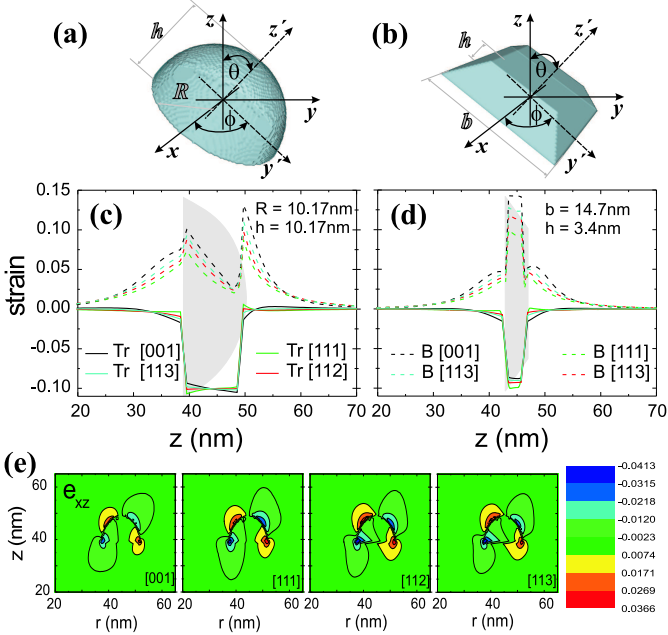 (a)
h
z
z´
θ
R
y
ϕ
x
y´
(b)
h
z
z´
θ
y
ϕ
b
x
y´
0.15
0.10
0.05
0.00
-0.05
-0.10
strain
(c)
R = 10.17nm
h = 10.17nm
Tr [001]
Tr [111]
Tr [113]
Tr [112]
20 30 40 50 60 70
z (nm)
(d)
b = 14.7nm
h = 3.4nm
B [001]
B [111]
B [113]
B [113]
20 30 40 50 60 70
z (nm)
(e)
e_xz
60
40
20
z (nm)
[001]
[111]
[112]
[113]
20 40 60
20 40 60
20 40 60
20 40 60
r (nm)
r (nm)
r (nm)
r (nm)
-0.0413
-0.0315
-0.0218
-0.0120
-0.0023
0.0074
0.0171
0.0269
0.0366